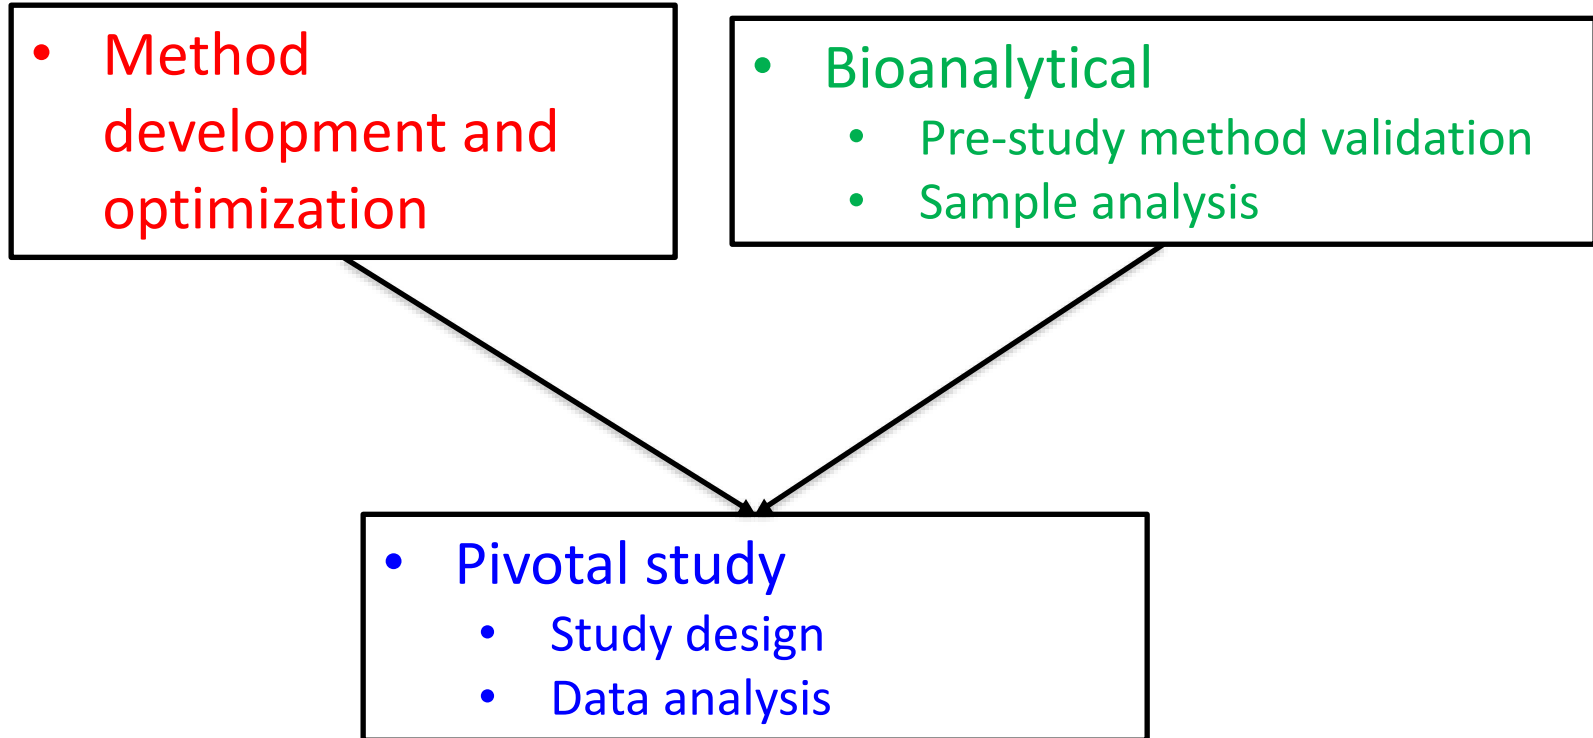 • Method
development and
optimization
• Bioanalytical
• Pre-study method validation
• Sample analysis
• Pivotal study
• Study design
• Data analysis